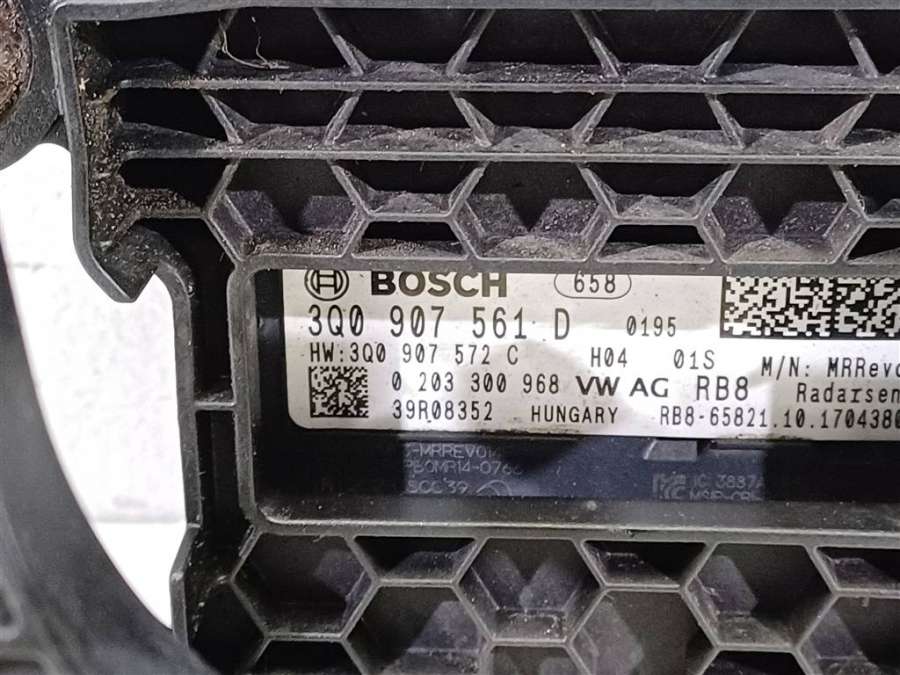 BOSCH 658
3Q0 907 561 D 0195
HW:3Q0 907 572 C H04 01S M/N: MRRevo
0 203 300 968 VW AG RB8 Radarsen
39R08352 HUNGARY RB8-65821.10.1704380
-MRREVO14